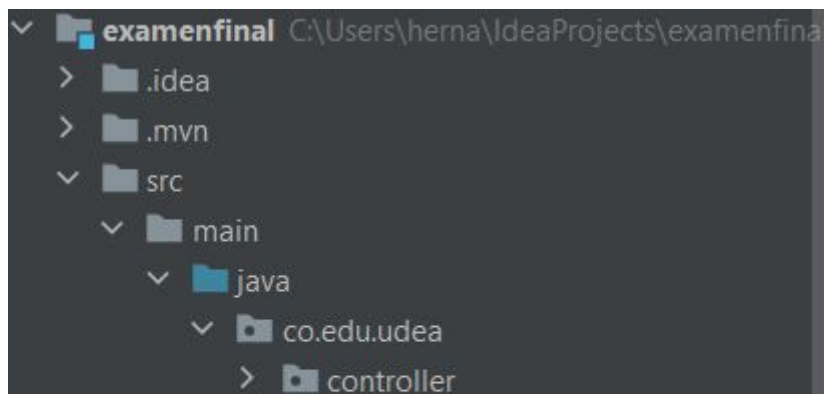 examenfinal C:\Users\herna\IdeaProjects\examenfina
.idea
.mvn
src
main
java
co.edu.udea
controller